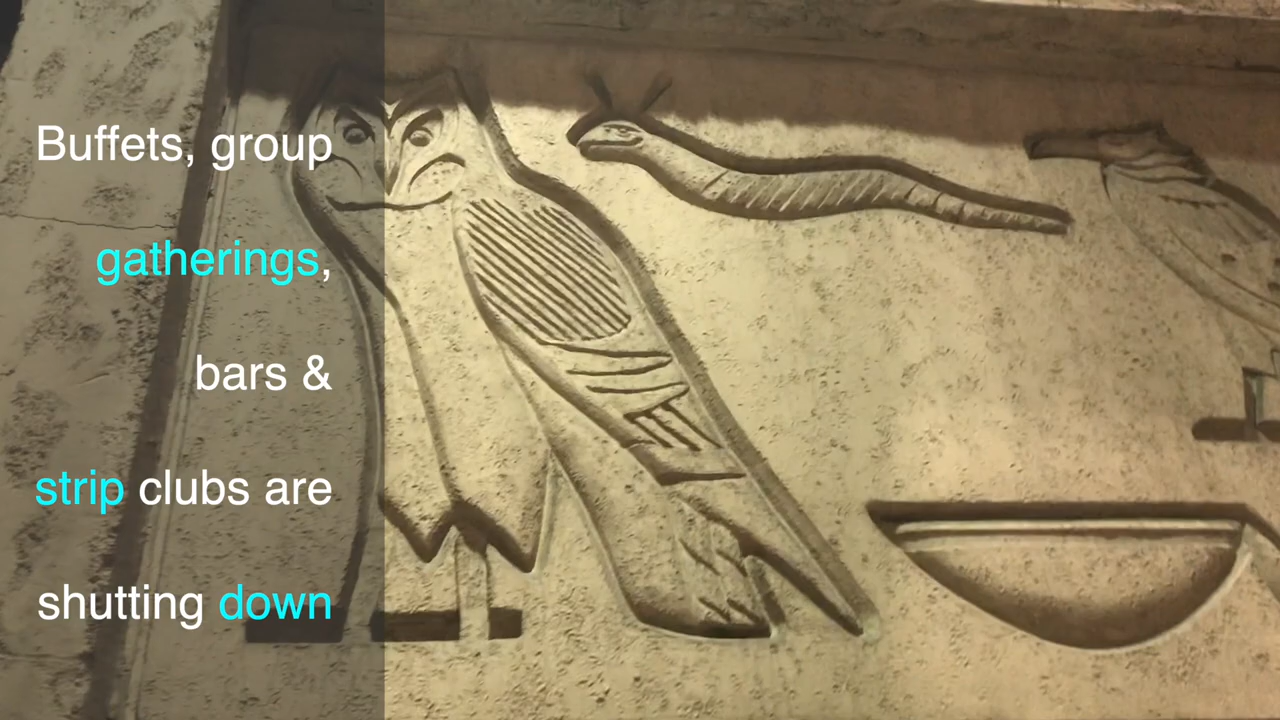 Buffets, group
gatherings,
bars &
strip clubs are
shutting down